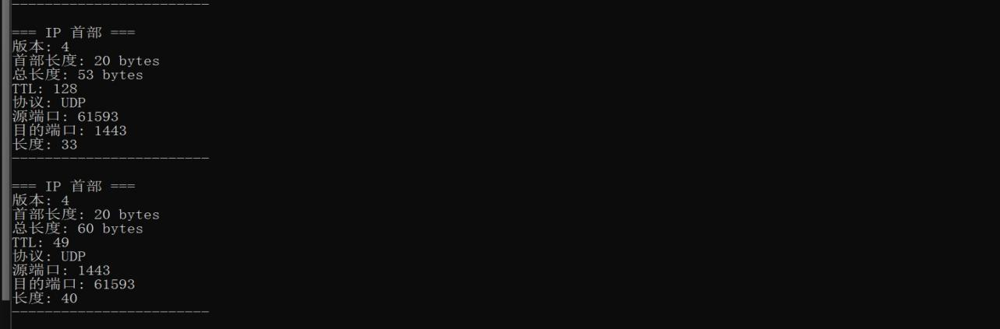 ------------------------
=== IP 首部 ===
版本: 4
首部长度: 20 bytes
总长度: 53 bytes
TTL: 128
协议: UDP
源端口: 61593
目的端口: 1443
长度: 33
------------------------
=== IP 首部 ===
版本: 4
首部长度: 20 bytes
总长度: 60 bytes
TTL: 49
协议: UDP
源端口: 1443
目的端口: 61593
长度: 40
------------------------